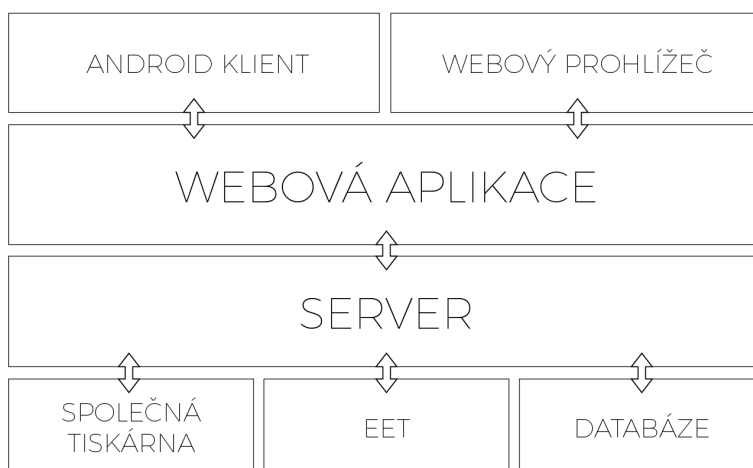 ANDROID KLIENT
WEBOVÝ PROHLÍŽEČ
WEBOVÁ APLIKACE
SERVER
SPOLEČNÁ
TISKÁRNA
EET
DATABÁZE